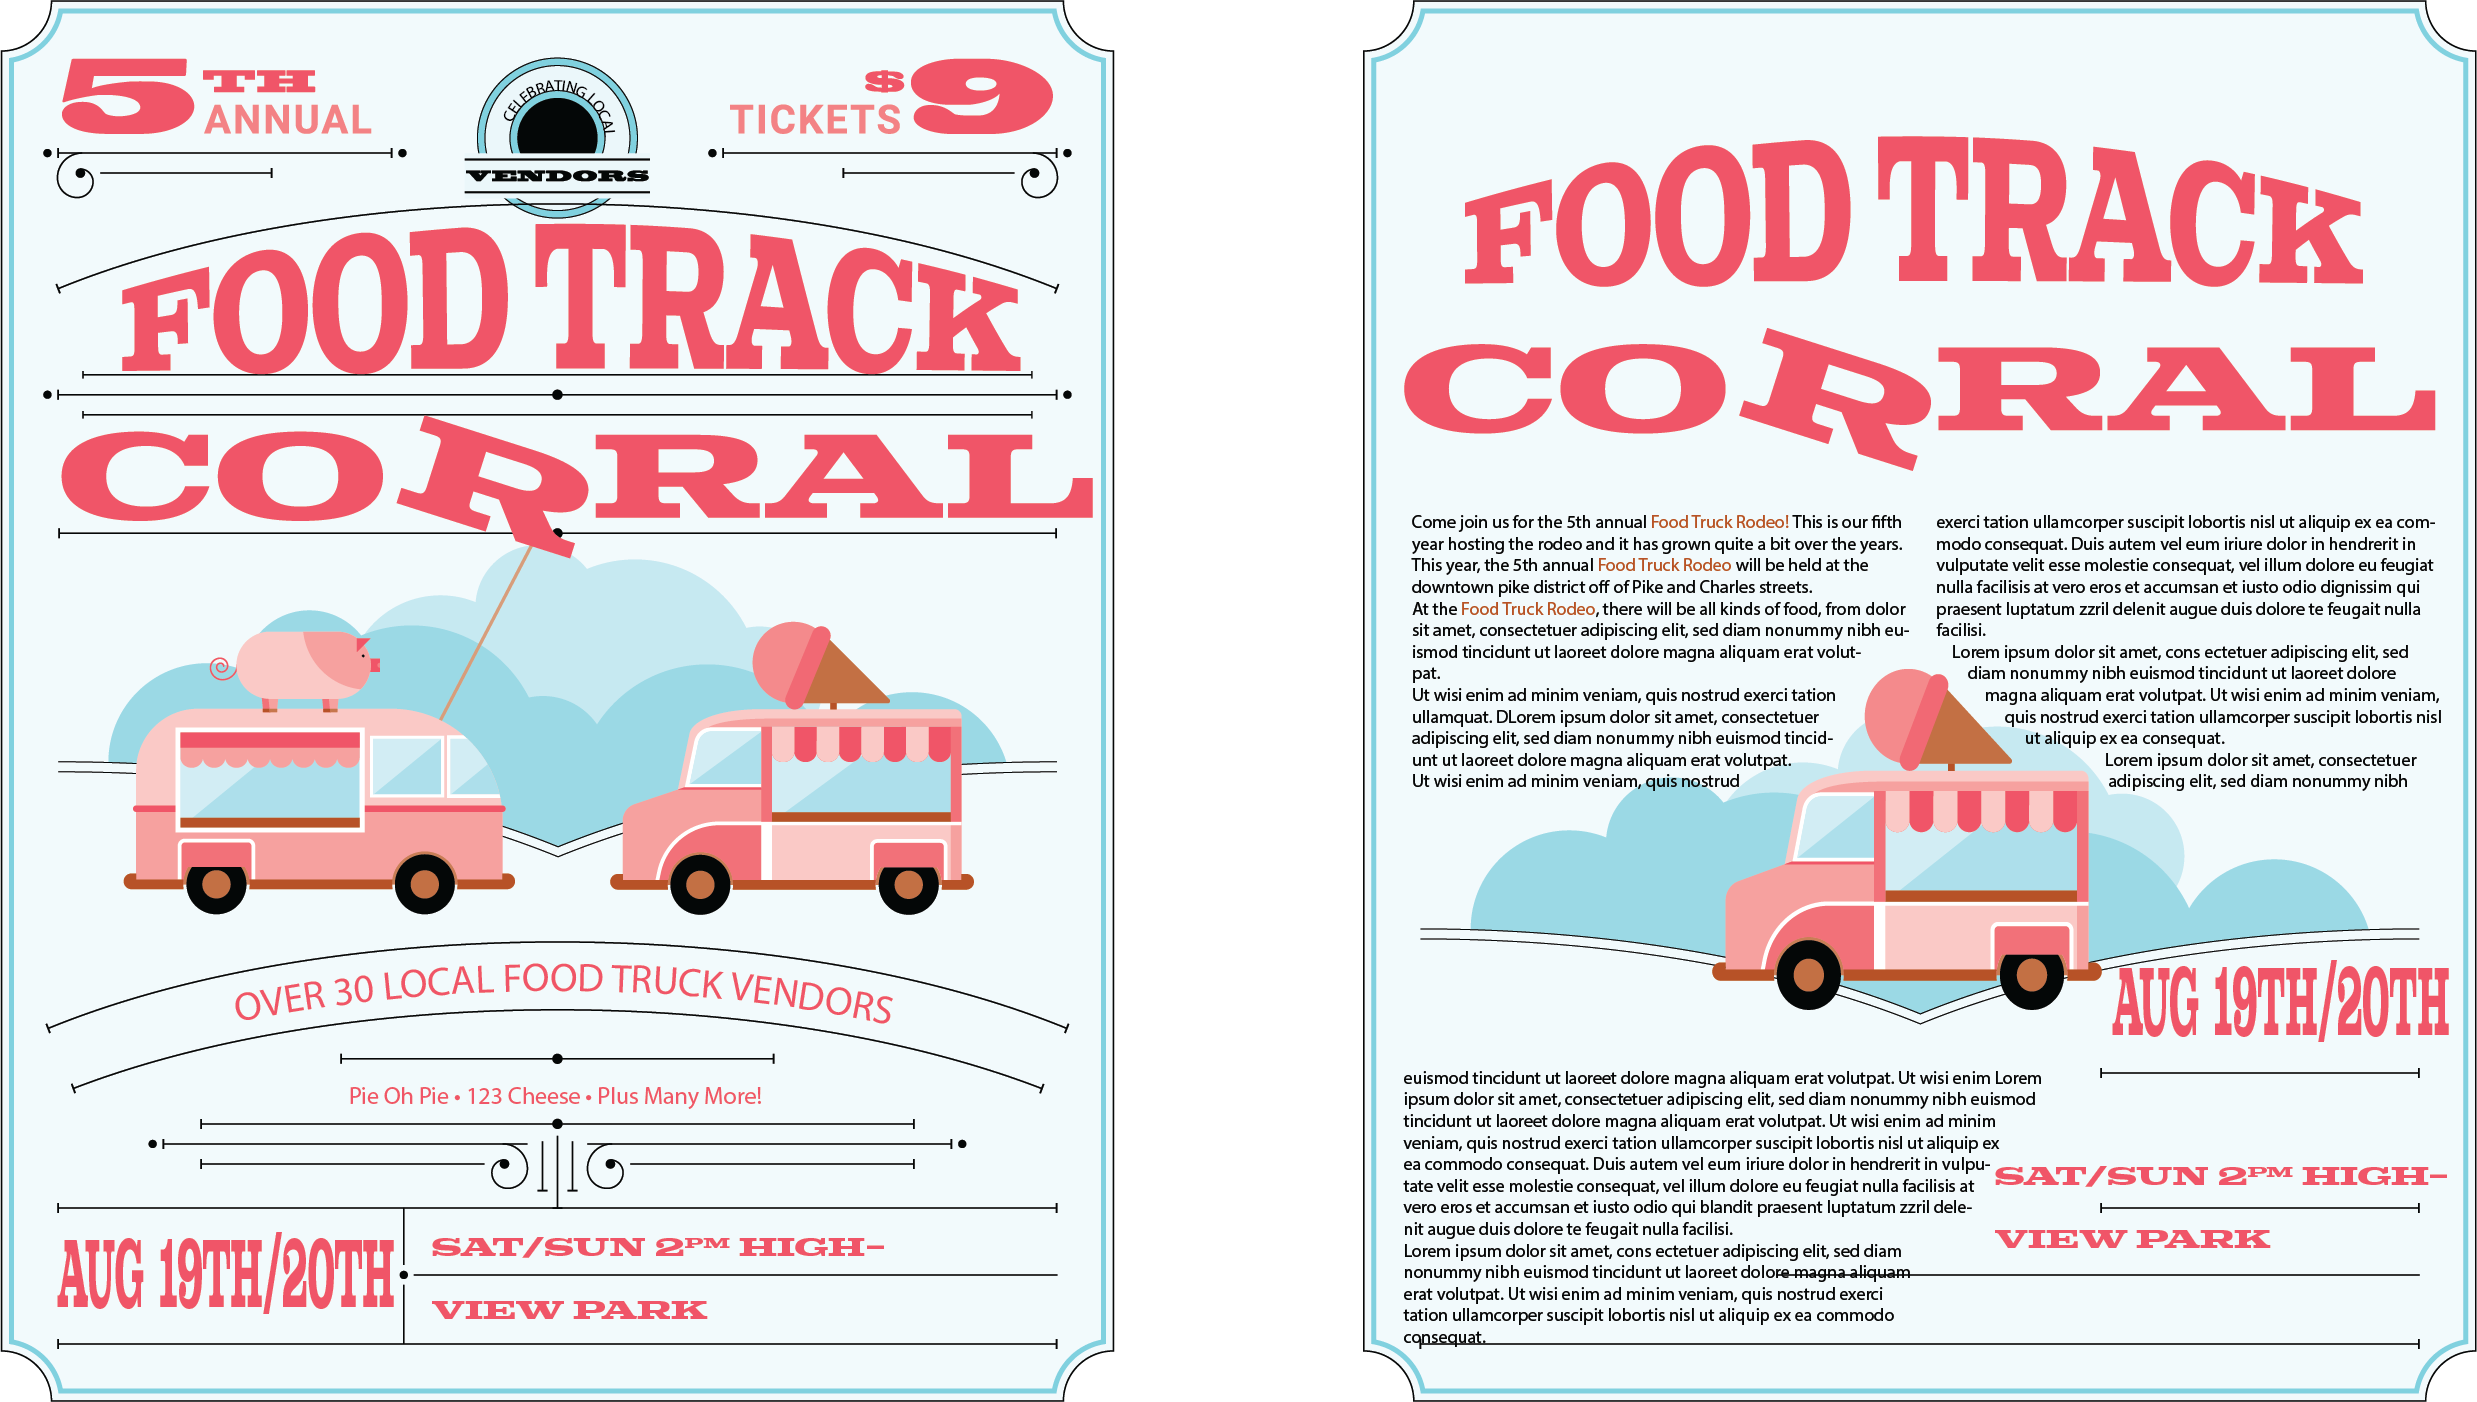 5TH
ANNUAL
CELEBRATING LOCAL
VENDORS
$9
TICKETS
FOOD TRACK
CORRAL
OVER 30 LOCAL FOOD TRUCK VENDORS
Pie Oh Pie • 123 Cheese • Plus Many More!
AUG 19TH/20TH
SAT/SUN 2PM HIGH-
VIEW PARK
FOOD TRACK
CORRAL
Come join us for the 5th annual Food Truck Rodeo! This is our fifth
year hosting the rodeo and it has grown quite a bit over the years.
This year, the 5th annual Food Truck Rodeo will be held at the
downtown pike district off of Pike and Charles streets.
At the Food Truck Rodeo, there will be all kinds of food, from dolor
sit amet, consectetuer adipiscing elit, sed diam nonummy nibh eu-
ismod tincidunt ut laoreet dolore magna aliquam erat volut-
pat.
Ut wisi enim ad minim veniam, quis nostrud exerci tation
ullamquat. DLorem ipsum dolor sit amet, consectetuer
adipiscing elit, sed diam nonummy nibh euismod tincid-
unt ut laoreet dolore magna aliquam erat volutpat.
Ut wisi enim ad minim veniam, quis nostrud
exerci tation ullamcorper suscipit lobortis nisl ut aliquip ex ea com-
modo consequat. Duis autem vel eum iriure dolor in hendrerit in
vulputate velit esse molestie consequat, vel illum dolore eu feugiat
nulla facilisis at vero eros et accumsan et iusto odio dignissim qui
praesent luptatum zzril delenit augue duis dolore te feugait nulla
facilisi.
Lorem ipsum dolor sit amet, cons ectetuer adipiscing elit, sed
diam nonummy nibh euismod tincidunt ut laoreet dolore
magna aliquam erat volutpat. Ut wisi enim ad minim veniam,
quis nostrud exerci tation ullamcorper suscipit lobortis nisl
ut aliquip ex ea consequat.
Lorem ipsum dolor sit amet, consectetuer
adipiscing elit, sed diam nonummy nibh
euismod tincidunt ut laoreet dolore magna aliquam erat volutpat. Ut wisi enim Lorem
ipsum dolor sit amet, consectetuer adipiscing elit, sed diam nonummy nibh euismod
tincidunt ut laoreet dolore magna aliquam erat volutpat. Ut wisi enim ad minim
veniam, quis nostrud exerci tation ullamcorper suscipit lobortis nisl ut aliquip ex
ea commodo consequat. Duis autem vel eum iriure dolor in hendrerit in vulpu-
tate velit esse molestie consequat, vel illum dolore eu feugiat nulla facilisis at
vero eros et accumsan et iusto odio qui blandit praesent luptatum zzril dele-
nit augue duis dolore te feugait nulla facilisi.
Lorem ipsum dolor sit amet, cons ectetuer adipiscing elit, sed diam
nonummy nibh euismod tincidunt ut laoreet dolore magna aliquam
erat volutpat. Ut wisi enim ad minim veniam, quis nostrud exerci
tation ullamcorper suscipit lobortis nisl ut aliquip ex ea commodo
consequat.
AUG 19TH/20TH
SAT/SUN 2PM HIGH-
VIEW PARK